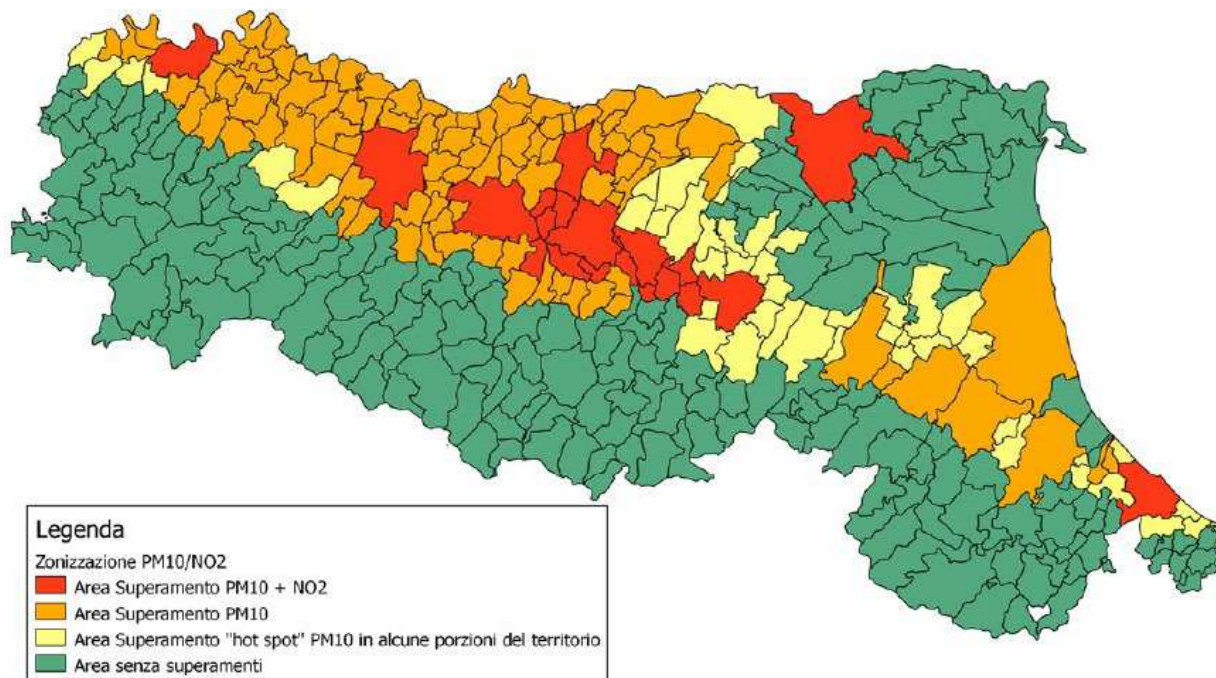 Legenda
Zonizzazione PM10/NO2
Area Superamento PM10 + NO2
Area Superamento PM10
Area Superamento "hot spot" PM10 in alcune porzioni del territorio
Area senza superamenti